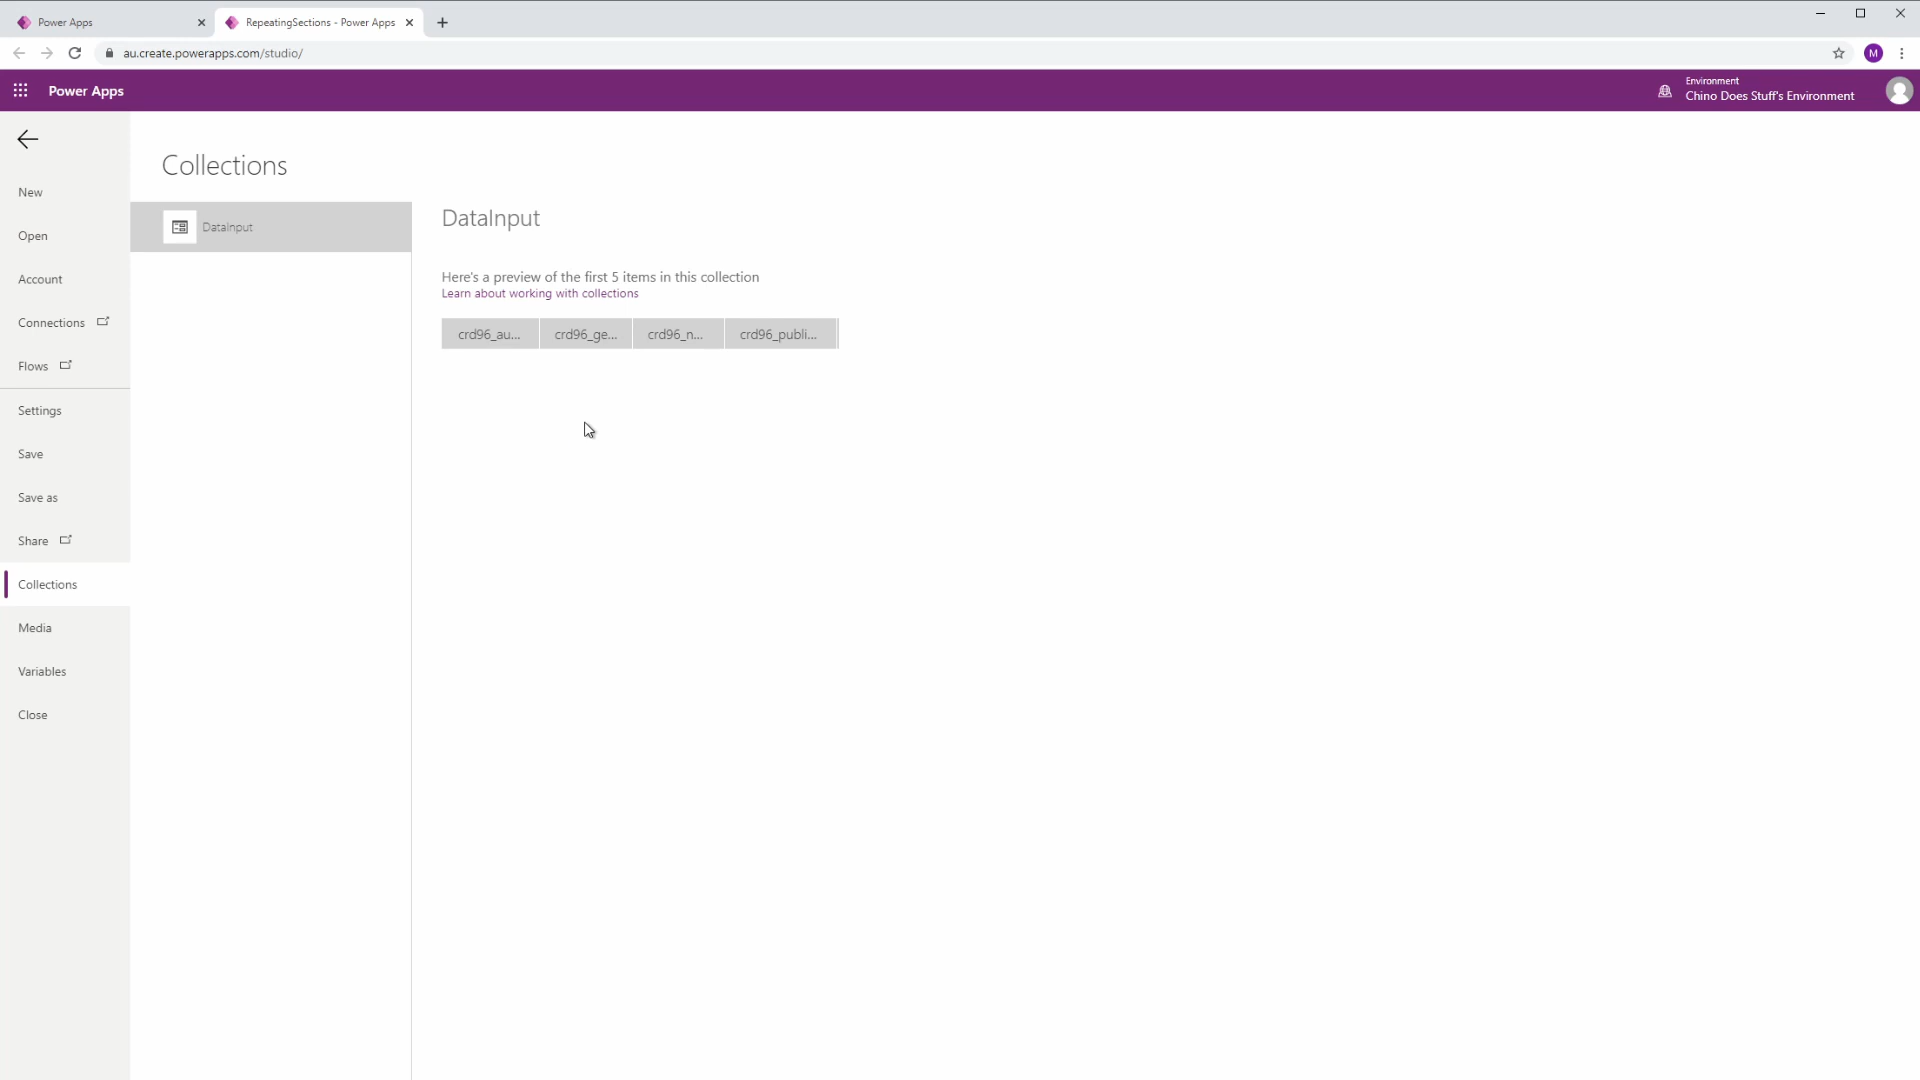 Power Apps
RepeatingSections - Power Apps
au.create.powerapps.com/studio/
M
Power Apps
Environment
Chino Does Stuff's Environment
New
Open
Account
Connections
Flows
Settings
Save
Save as
Share
Collections
Media
Variables
Close
Collections
DataInput
DataInput
Here's a preview of the first 5 items in this collection
Learn about working with collections
crd96_au... crd96_ge... crd96_n... crd96_publi...